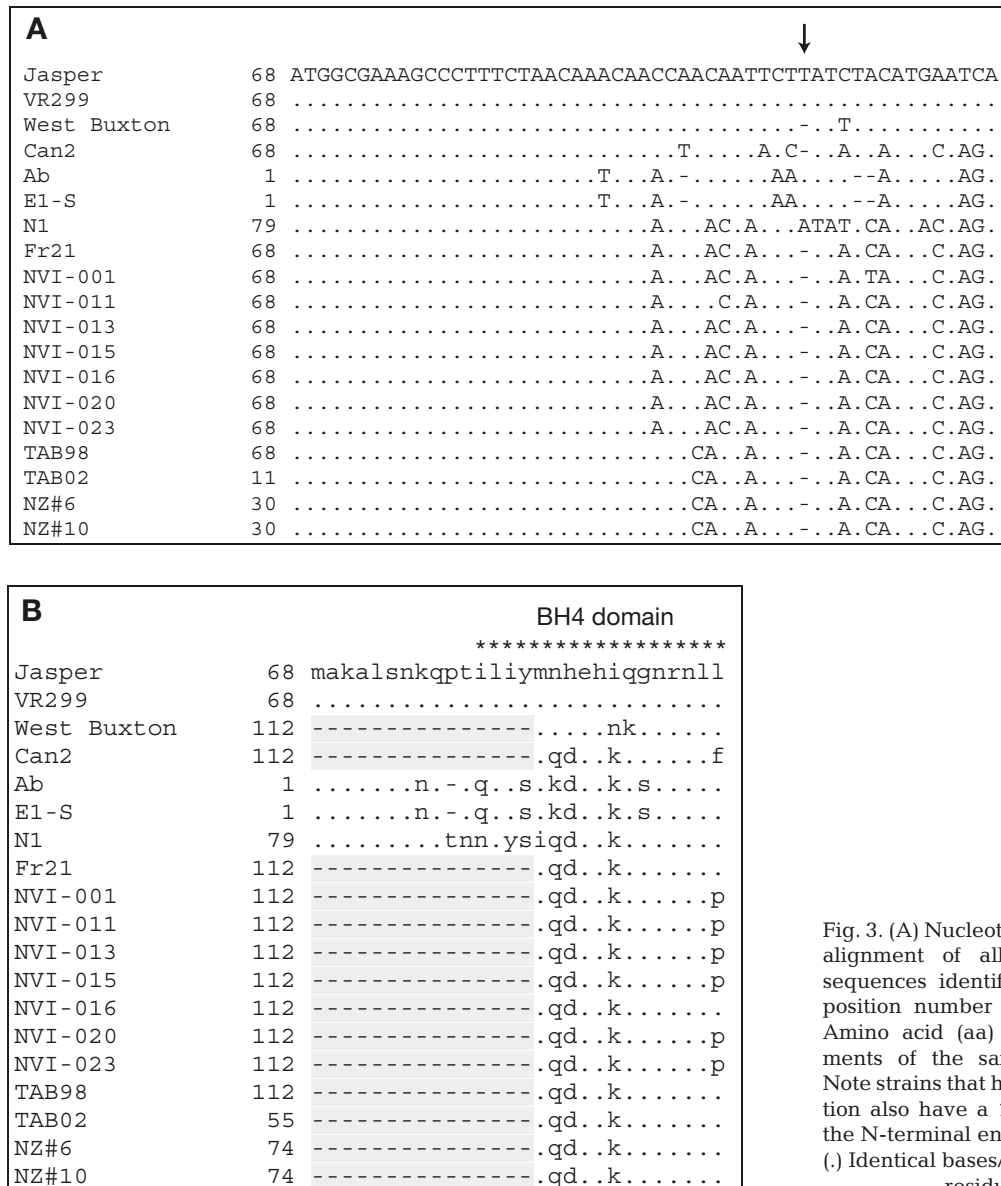 A
↓
Jasper 68 ATGGCGAAAGCCCTTTCTAACAAACAACCAACAATTCTTATCTACATGAATCA
VR299 68 .....................................................
West Buxton 68 ......................................-..T...........
Can2 68 .............................T.....A.C-..A..A...C.AG.
Ab 1 .......................T...A.-......AA....--A.....AG.
E1-S 1 .......................T...A.-......AA....--A.....AG.
N1 79 ...........................A...AC.A...ATAT.CA...AC.AG.
Fr21 68 ...........................A...AC.A...-..A.CA...C.AG.
NVI-001 68 ...........................A...AC.A...-..A.TA...C.AG.
NVI-011 68 ...........................A....C.A...-..A.CA...C.AG.
NVI-013 68 ...........................A...AC.A...-..A.CA...C.AG.
NVI-015 68 ...........................A...AC.A...-..A.CA...C.AG.
NVI-016 68 ...........................A...AC.A...-..A.CA...C.AG.
NVI-020 68 ...........................A...AC.A...-..A.CA...C.AG.
NVI-023 68 ...........................A...AC.A...-..A.CA...C.AG.
TAB98 68 ..............................CA..A...-..A.CA...C.AG.
TAB02 11 ..............................CA..A...-..A.CA...C.AG.
NZ#6 30 ..............................CA..A...-..A.CA...C.AG.
NZ#10 30 ..............................CA..A...-..A.CA...C.AG.
B
BH4 domain
*******************
Jasper 68 makalsnkqptiliymnhehiqgnrnll
VR299 68 ............................
West Buxton 112 ---------------.....nk......
Can2 112 ---------------.qd..k......f
Ab 1 .......n.-.q..s.kd..k.s.....
E1-S 1 .......n.-.q..s.kd..k.s.....
N1 79 .........tnn.ysiqd..k.......
Fr21 112 ---------------.qd..k.......
NVI-001 112 ---------------.qd..k......p
NVI-011 112 ---------------.qd..k......p
NVI-013 112 ---------------.qd..k......p
NVI-015 112 ---------------.qd..k......p
NVI-016 112 ---------------.qd..k.......
NVI-020 112 ---------------.qd..k......p
NVI-023 112 ---------------.qd..k......p
TAB98 112 ---------------.qd..k.......
TAB02 55 ---------------.qd..k.......
NZ#6 74 ---------------.qd..k.......
NZ#10 74 ---------------.qd..k.......
Fig. 3. (A) Nucleot
alignment of all
sequences identif
position number
Amino acid (aa)
ments of the sa
Note strains that h
tion also have a
the N-terminal en
(.) Identical bases/